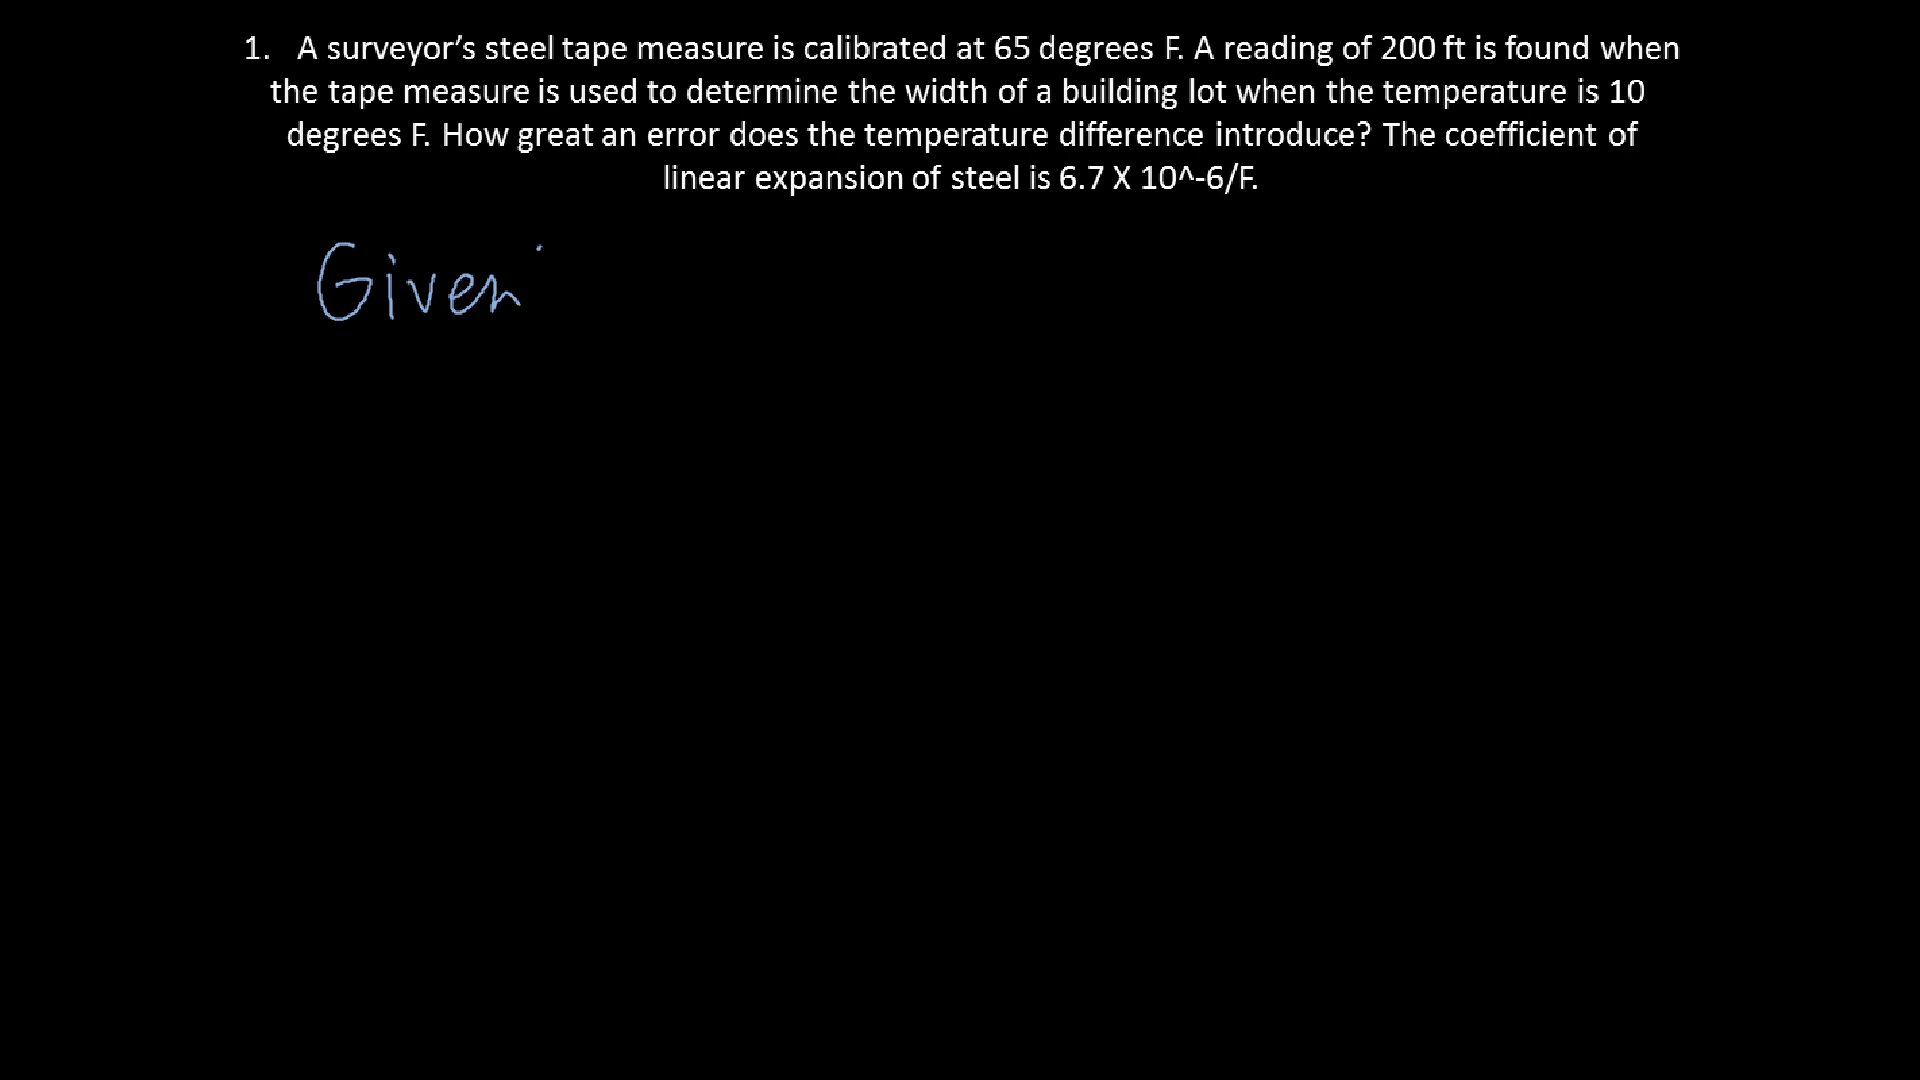 1. A surveyor’s steel tape measure is calibrated at 65 degrees F. A reading of 200 ft is found when
the tape measure is used to determine the width of a building lot when the temperature is 10
degrees F. How great an error does the temperature difference introduce? The coefficient of
linear expansion of steel is 6.7 X 10^-6/F.
Given